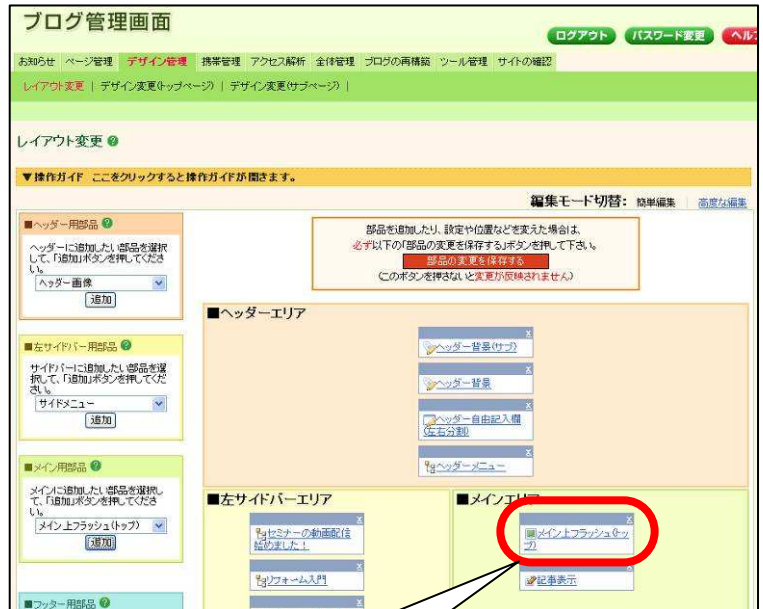 ブログ管理画面
ログアウト パスワード変更 ヘル
お知らせ ページ管理 デザイン管理 携帯管理 アクセス解析 全体管理 ブログの再構築 ツール管理 サイトの確認
レイアウト変更 | デザイン変更(トップページ) | デザイン変更(サブページ) |
レイアウト変更 ?
▼操作ガイド ここをクリックすると操作ガイドが開きます。
編集モード切替: 簡単編集 高度な編集
■ヘッダー用部品 ?
ヘッダーに追加したい部品を選択
して、「追加」ボタンを押してくださ
い。
ヘッダー画像
追加
部品を追加したり、設定や位置などを変えた場合は、
必ず以下の「部品の変更を保存する」ボタンを押して下さい。
部品の変更を保存する
(このボタンを押さないと変更が反映されません)
■ヘッダーエリア
x
ヘッダー背景(サブ)
x
ヘッダー背景
x
ヘッダー自由記入欄
(左右分割)
x
ヘッダーメニュー
■左サイドバー用部品 ?
サイドバーに追加したい部品を選
択して、「追加」ボタンを押してくだ
さい。
サイドメニュー
追加
■メイン用部品 ?
メインに追加したい部品を選択し
て、「追加」ボタンを押してくださ
い。
メイン上フラッシュ(トップ)
追加
■左サイドバーエリア
x
セミナーの動画配信
始めました!
x
リフォーム入門
x
■メインエリア
x
メイン上フラッシュ(トッ
プ)
x
記事表示
■フッター用部品 ?